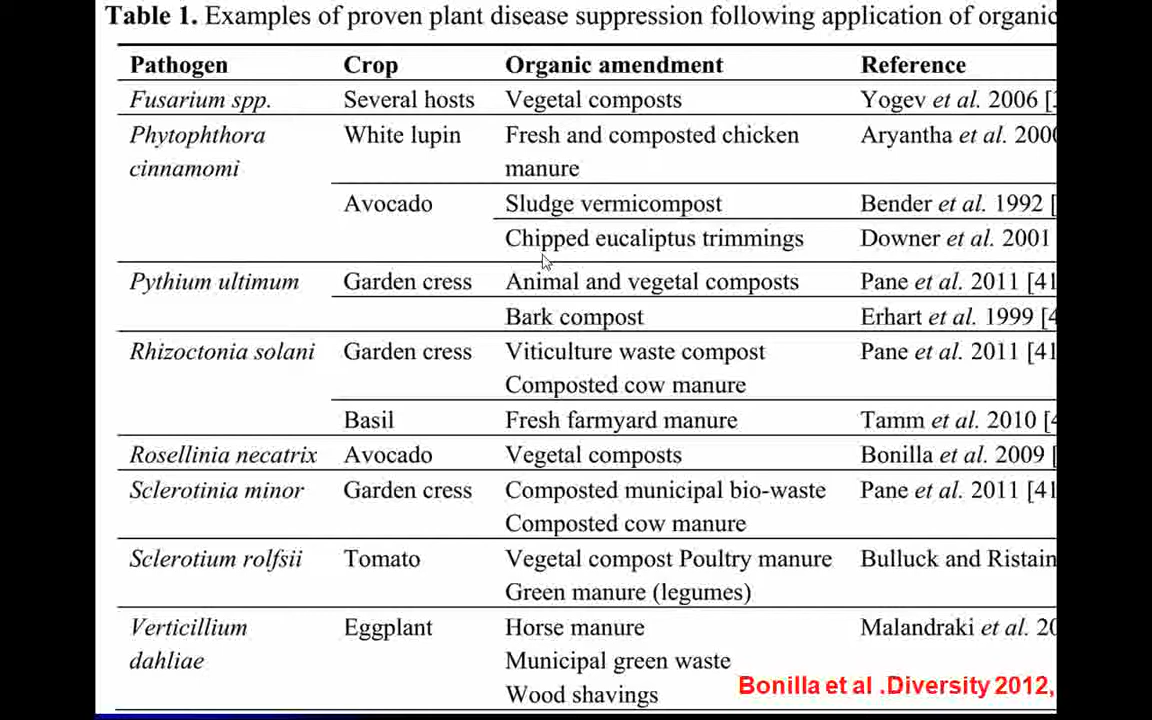 Table 1. Examples of proven plant disease suppression following application of organic
Pathogen Crop Organic amendment Reference
Fusarium spp. Several hosts Vegetal composts Yogev et al. 2006 [
Phytophthora White lupin Fresh and composted chicken Aryantha et al. 200
cinnamomi manure
Avocado Sludge vermicompost Bender et al. 1992 [
Chipped eucaliptus trimmings Downer et al. 2001
Pythium ultimum Garden cress Animal and vegetal composts Pane et al. 2011 [41
Bark compost Erhart et al. 1999 [4
Rhizoctonia solani Garden cress Viticulture waste compost Pane et al. 2011 [41
Composted cow manure
Basil Fresh farmyard manure Tamm et al. 2010 [4
Rosellinia necatrix Avocado Vegetal composts Bonilla et al. 2009 [
Sclerotinia minor Garden cress Composted municipal bio-waste Pane et al. 2011 [41
Composted cow manure
Sclerotium rolfsii Tomato Vegetal compost Poultry manure Bulluck and Ristain
Green manure (legumes)
Verticillium Eggplant Horse manure Malandraki et al. 20
dahliae Municipal green waste
Wood shavings
Bonilla et al .Diversity 2012,